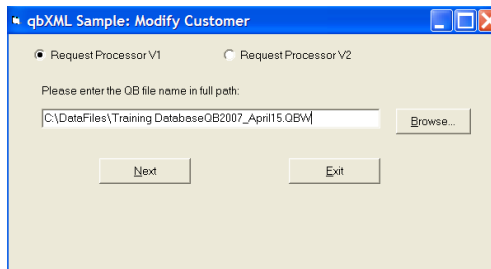 qbXML Sample: Modify Customer
Request Processor V1 Request Processor V2
Please enter the QB file name in full path:
C:\DataFiles\Training DatabaseQB2007_April15.QBW
Browse...
Next Exit